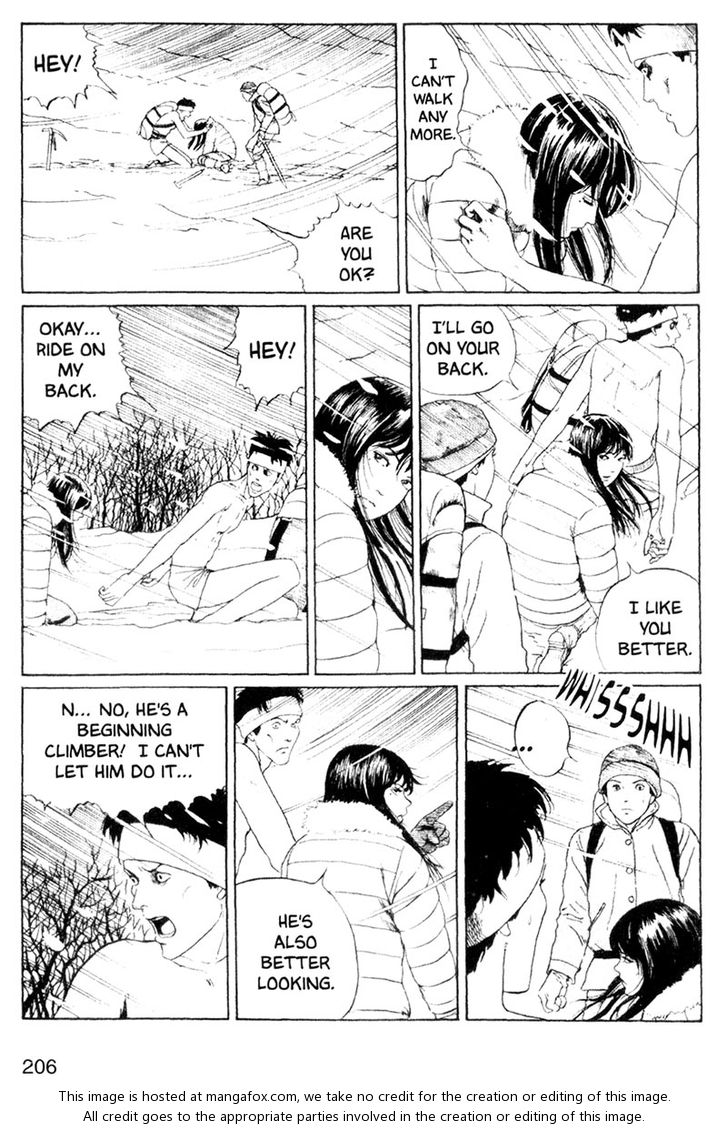 HEY!
ARE
YOU
OK?
I
CAN'T
WALK
ANY
MORE.
OKAY...
RIDE ON
MY
BACK.
HEY!
I'LL GO
ON YOUR
BACK.
I LIKE
YOU
BETTER.
N... NO, HE'S A
BEGINNING
CLIMBER! I CAN'T
LET HIM DO IT...
HE'S
ALSO
BETTER
LOOKING.
WHISSSHHH
...
206
This image is hosted at mangafox.com, we take no credit for the creation or editing of this image.
All credit goes to the appropriate parties involved in the creation or editing of this image.